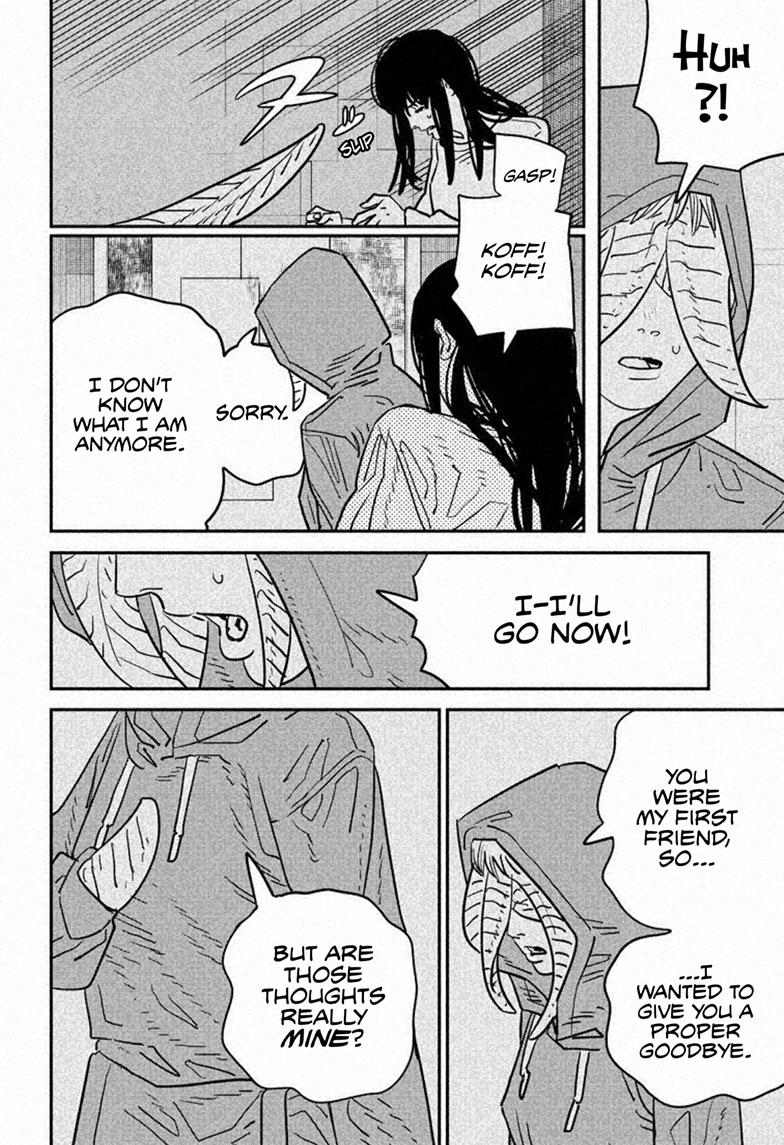 HUH
?!
SLIP
GASP!
KOFF!
KOFF!
SORRY.
I DON'T
KNOW
WHAT I AM
ANYMORE.
I-I'LL
GO NOW!
YOU
WERE
MY FIRST
FRIEND,
SO...
...I
WANTED TO
GIVE YOU A
PROPER
GOODBYE.
BUT ARE
THOSE
THOUGHTS
REALLY
MINE?